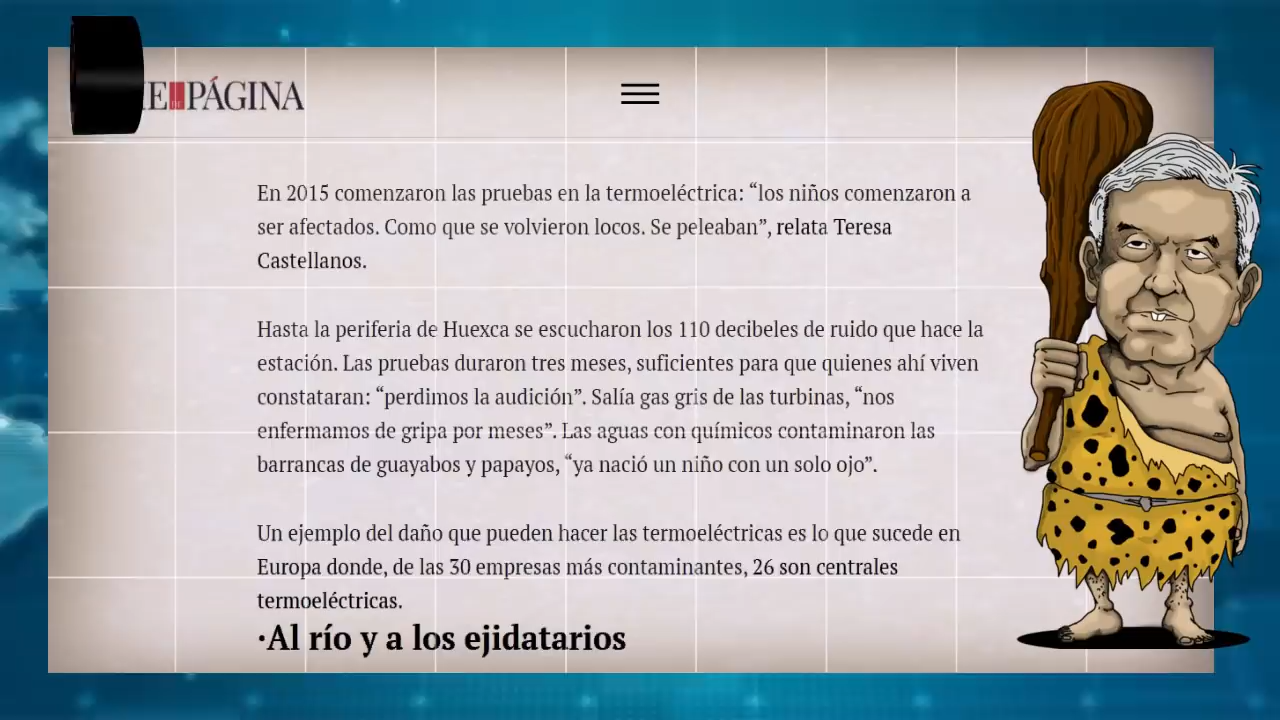 PÁGINA
En 2015 comenzaron las pruebas en la termoeléctrica: “los niños comenzaron a
ser afectados. Como que se volvieron locos. Se peleaban”, relata Teresa
Castellanos.
Hasta la periferia de Huexca se escucharon los 110 decibeles de ruido que hace la
estación. Las pruebas duraron tres meses, suficientes para que quienes ahí viven
constataran: “perdimos la audición”. Salía gas gris de las turbinas, “nos
enfermamos de gripa por meses”. Las aguas con químicos contaminaron las
barrancas de guayabos y papayos, “ya nació un niño con un solo ojo”.
Un ejemplo del daño que pueden hacer las termoeléctricas es lo que sucede en
Europa donde, de las 30 empresas más contaminantes, 26 son centrales
termoeléctricas.
·Al río y a los ejidatarios